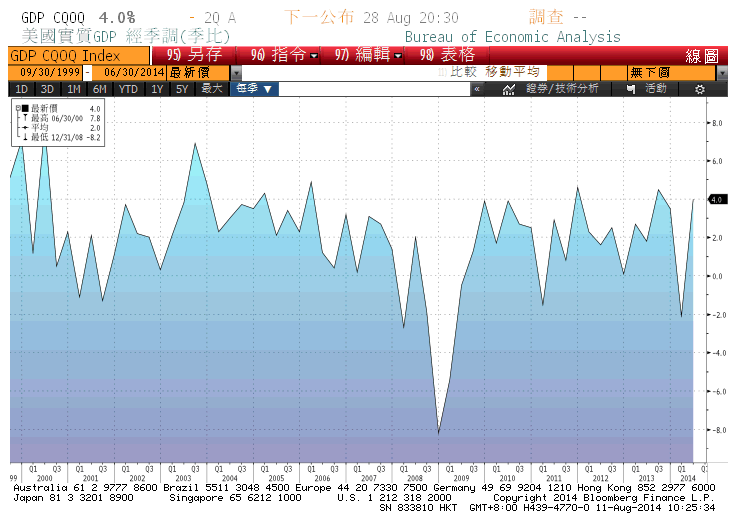 GDP CQOQ 4.0% - 2Q A 下一公布 28 Aug 20:30 調查 --
美國實質GDP 經季調(季比) Bureau of Economic Analysis
GDP CQOQ Index 95) 另存 96) 指令 97) 編輯 98) 表格 線圖
09/30/1999 - 06/30/2014 最新價 比較 移動平均 無下價
1D 3D 1M 6M YTD 1Y 5Y 最大 每季 ▼ « 證券/技術分析 活動
最新價 4.0
最高 06/30/00 7.8
平均 2.0
最低 12/31/08 -8.2
8.0
6.0
4.0
2.0
0.0
-2.0
-4.0
-6.0
-8.0
Q1 Q3 Q1 Q3 Q1 Q3 Q1 Q3 Q1 Q3 Q1 Q3 Q1 Q3 Q1 Q3 Q1 Q3 Q1 Q3 Q1 Q3 Q1 Q3 Q1 Q3 Q1 Q3 Q1
99 2000 2001 2002 2003 2004 2005 2006 2007 2008 2009 2010 2011 2012 2013 2014
Australia 61 2 9777 8600 Brazil 5511 3048 4500 Europe 44 20 7330 7500 Germany 49 69 9204 1210 Hong Kong 852 2977 6000
Japan 81 3 3201 8900 Singapore 65 6212 1000 U.S. 1 212 318 2000 Copyright 2014 Bloomberg Finance L.P.
SN 833810 HKT GMT+8:00 H439-4770-0 11-Aug-2014 10:25:34